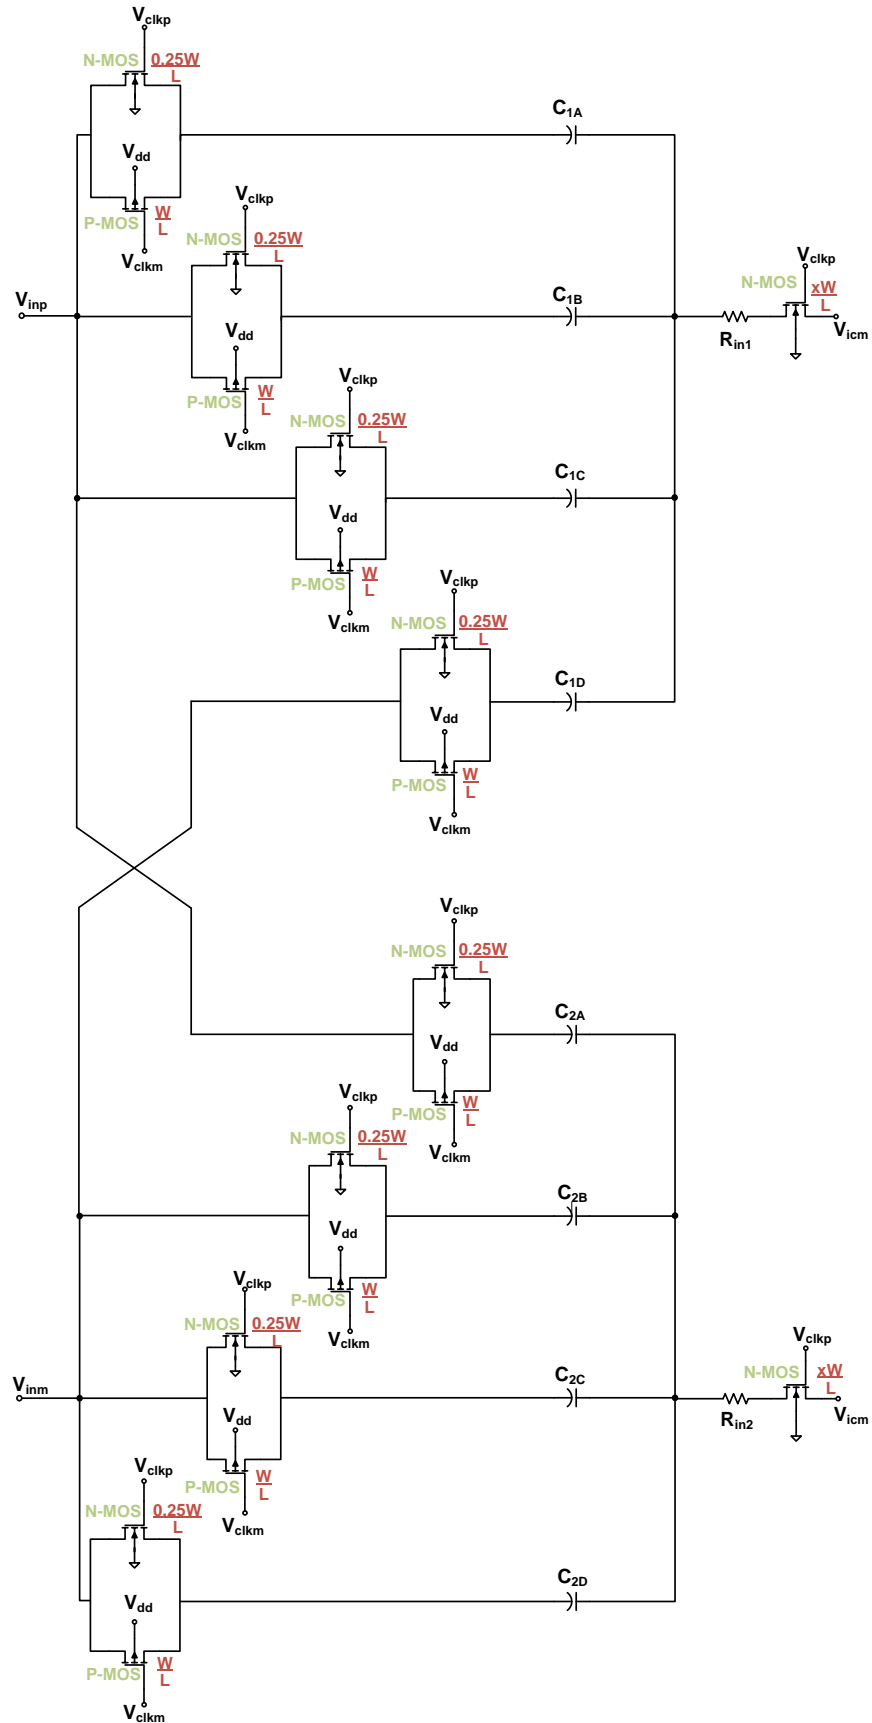 Vclkp
N-MOS 0.25W
L
C1A
Vdd
P-MOS W
L
Vclkm
Vclkp
N-MOS 0.25W
L
Vclkp
N-MOS xW
L
Vinp
C1B
Vdd
Rin1
Vicm
P-MOS W
L
Vclkm
Vclkp
N-MOS 0.25W
L
C1C
Vdd
P-MOS W
L
Vclkm
Vclkp
N-MOS 0.25W
L
C1D
Vdd
P-MOS W
L
Vclkm
Vclkp
N-MOS 0.25W
L
C2A
Vdd
P-MOS W
L
Vclkm
Vclkp
N-MOS 0.25W
L
C2B
Vdd
P-MOS W
L
Vclkm
Vclkp
N-MOS 0.25W
L
Vclkp
N-MOS xW
L
Vinm
C2C
Vdd
Rin2
Vicm
P-MOS W
L
Vclkm
Vclkp
N-MOS 0.25W
L
C2D
Vdd
P-MOS W
L
Vclkm